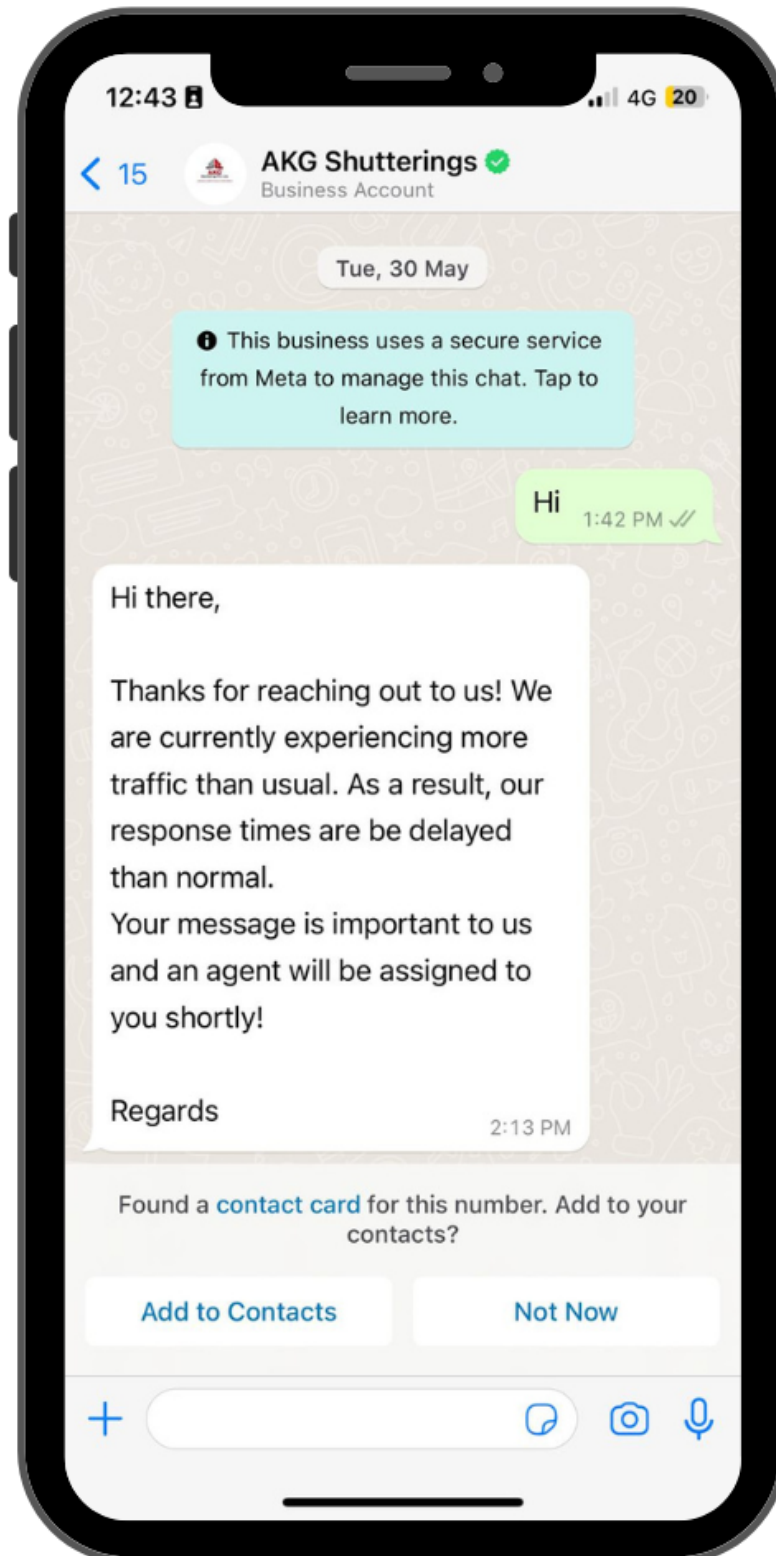 12:43
4G 20
15
AKG Shutterings
Business Account
Tue, 30 May
This business uses a secure service
from Meta to manage this chat. Tap to
learn more.
Hi
1:42 PM
Hi there,
Thanks for reaching out to us! We
are currently experiencing more
traffic than usual. As a result, our
response times are be delayed
than normal.
Your message is important to us
and an agent will be assigned to
you shortly!
Regards
2:13 PM
Found a contact card for this number. Add to your
contacts?
Add to Contacts
Not Now